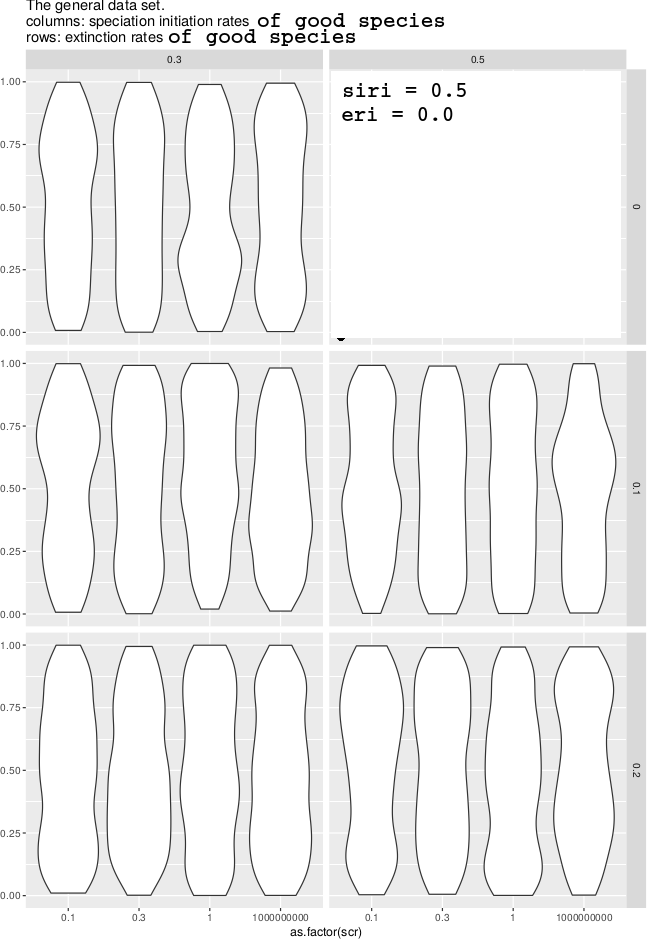 The general data set.
columns: speciation initiation rates of good species
rows: extinction rates of good species
0.3
0.5
siri = 0.5
eri = 0.0
1.00
0.75
0.50
0.25
0.00
0
1.00
0.75
0.50
0.25
0.00
0.1
1.00
0.75
0.50
0.25
0.00
0.2
0.1 0.3 1 1000000000 0.1 0.3 1 1000000000
as.factor(scr)